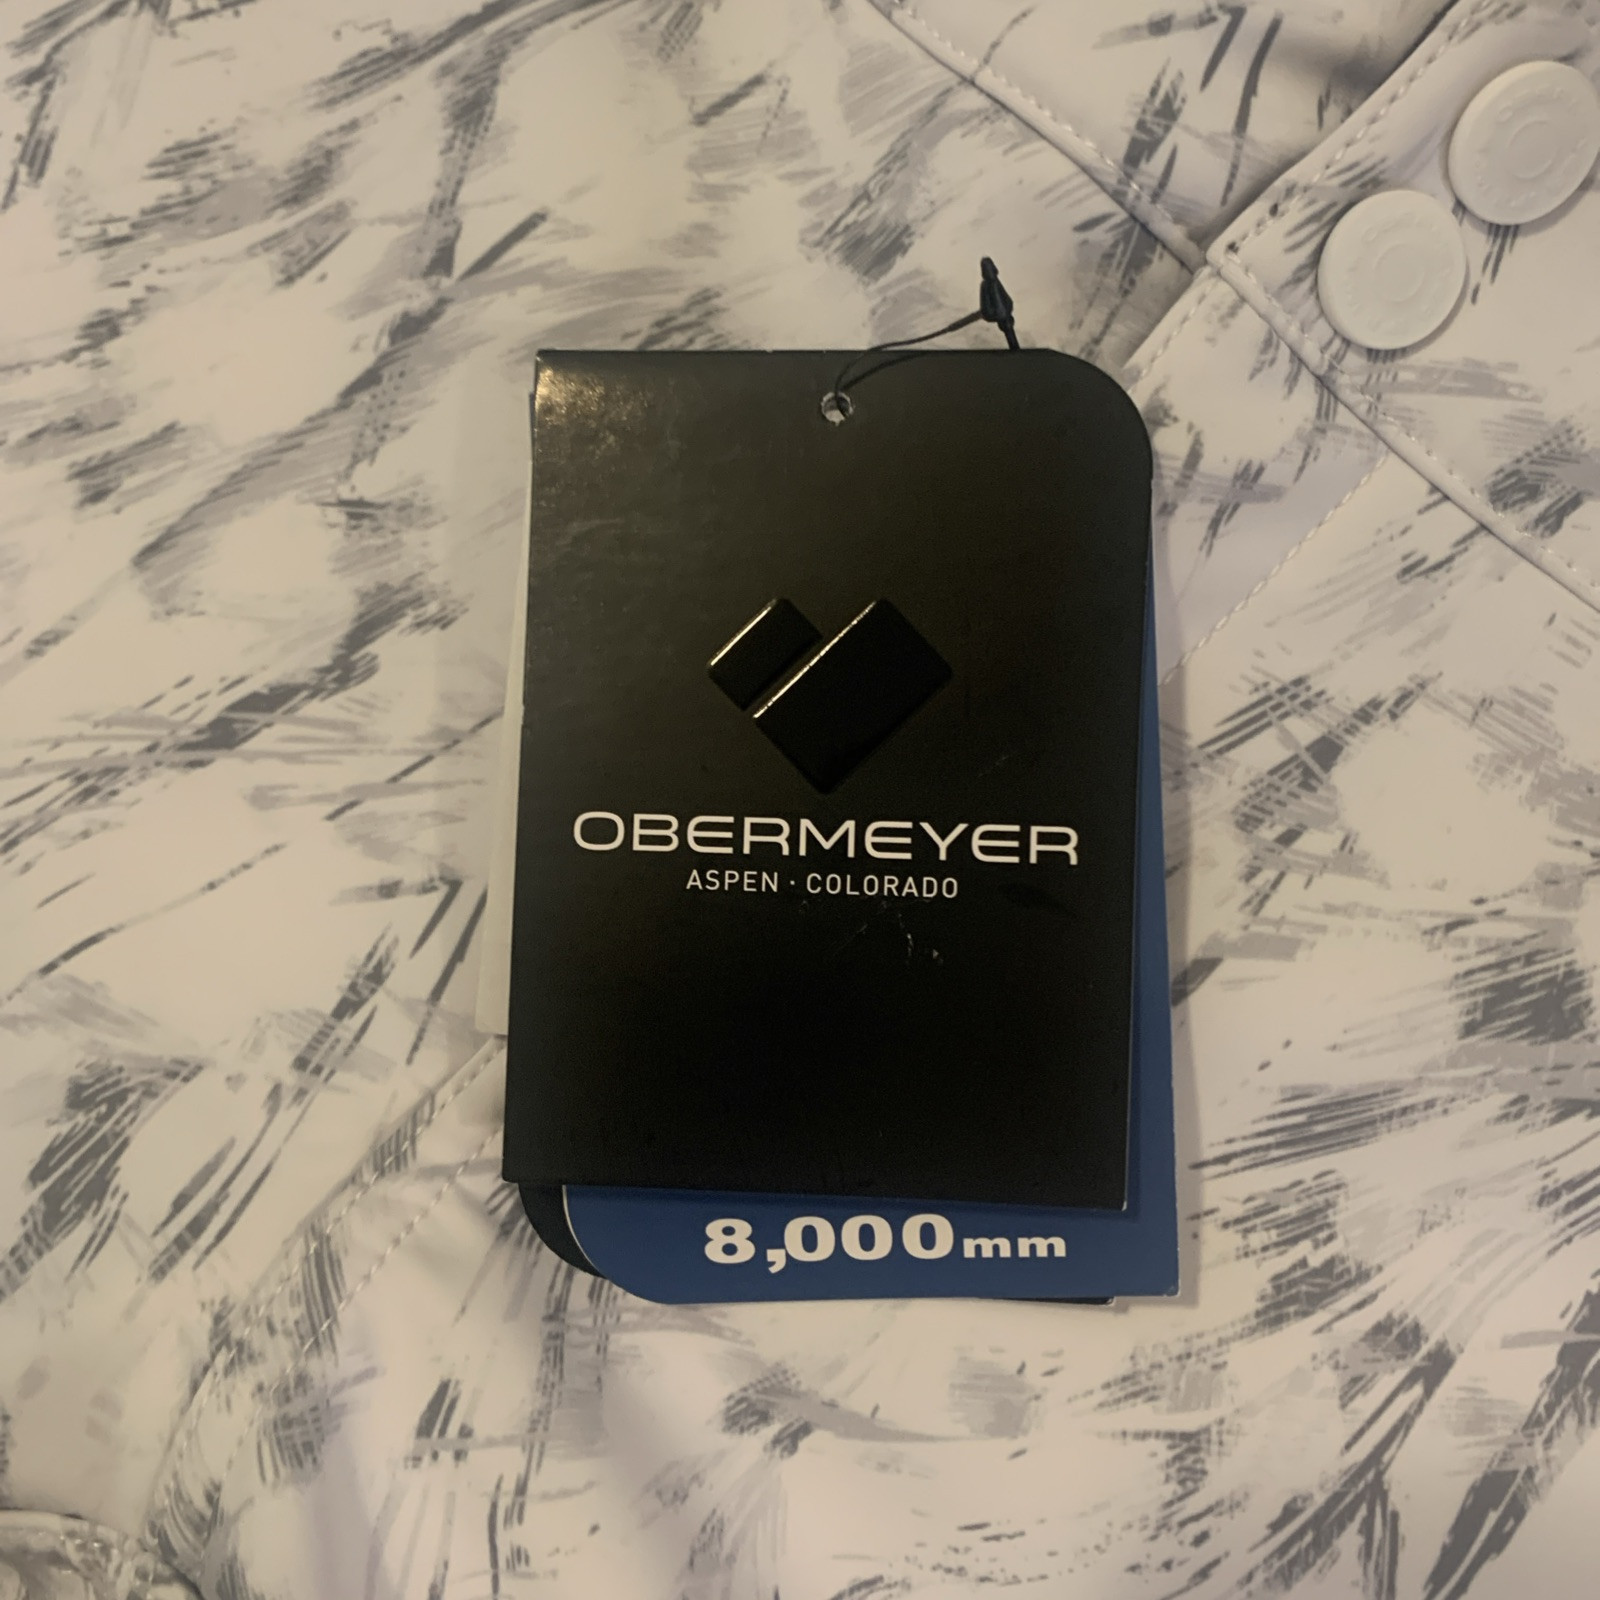 OBERMEYER
ASPEN · COLORADO
8,000mm